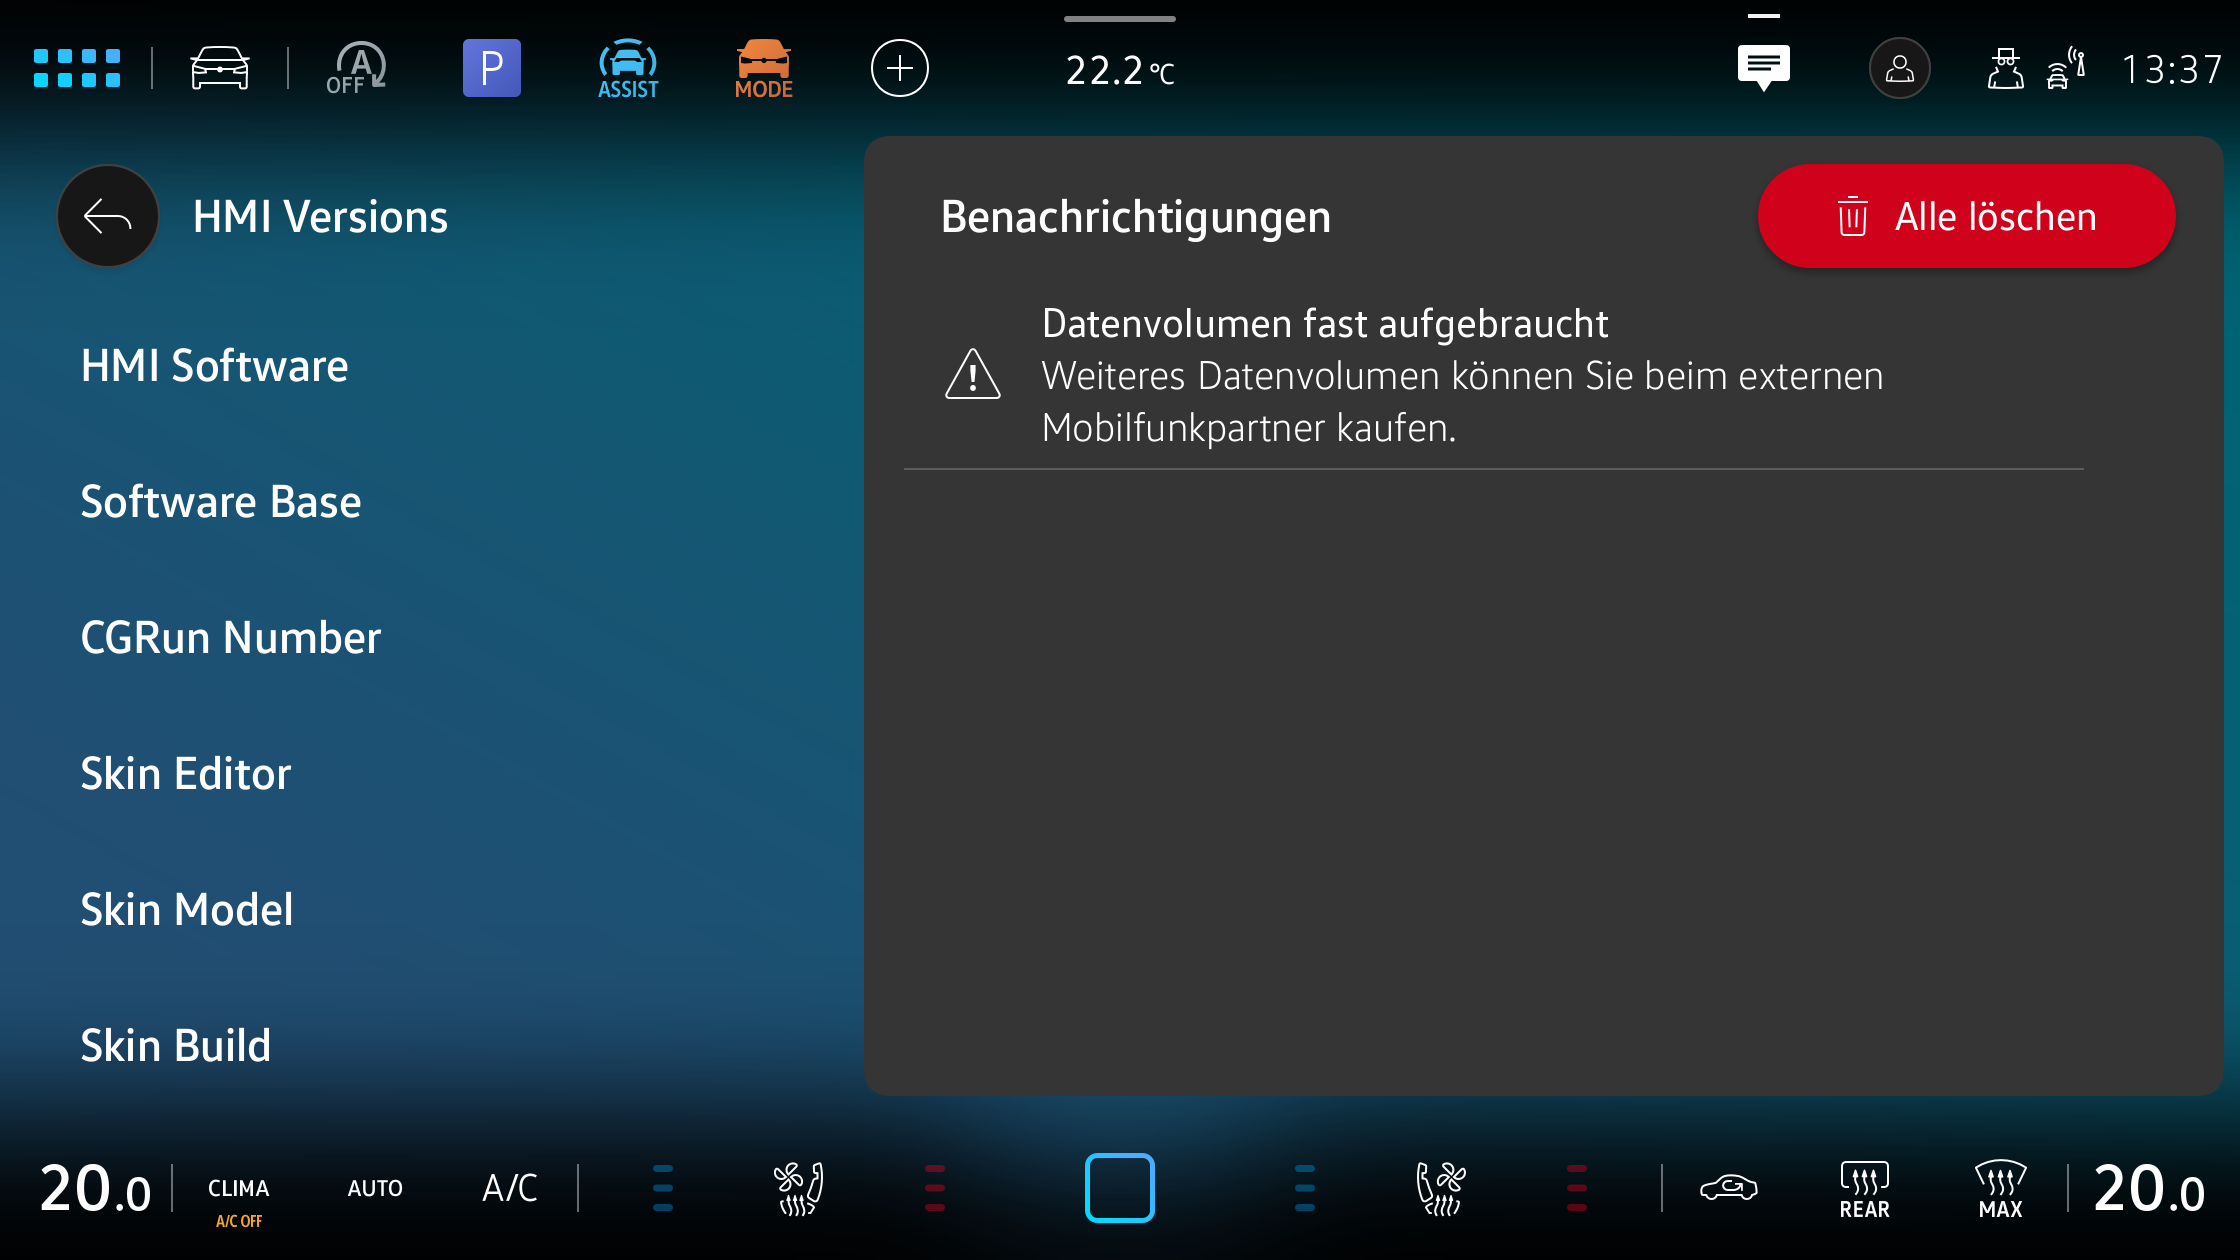 A
OFF
P
ASSIST
MODE
22.2 °C
13:37
HMI Versions
HMI Software
Software Base
CGRun Number
Skin Editor
Skin Model
Skin Build
Benachrichtigungen
Alle löschen
Datenvolumen fast aufgebraucht
Weiteres Datenvolumen können Sie beim externen
Mobilfunkpartner kaufen.
20.0
CLIMA
A/C OFF
AUTO
A/C
REAR
MAX
20.0